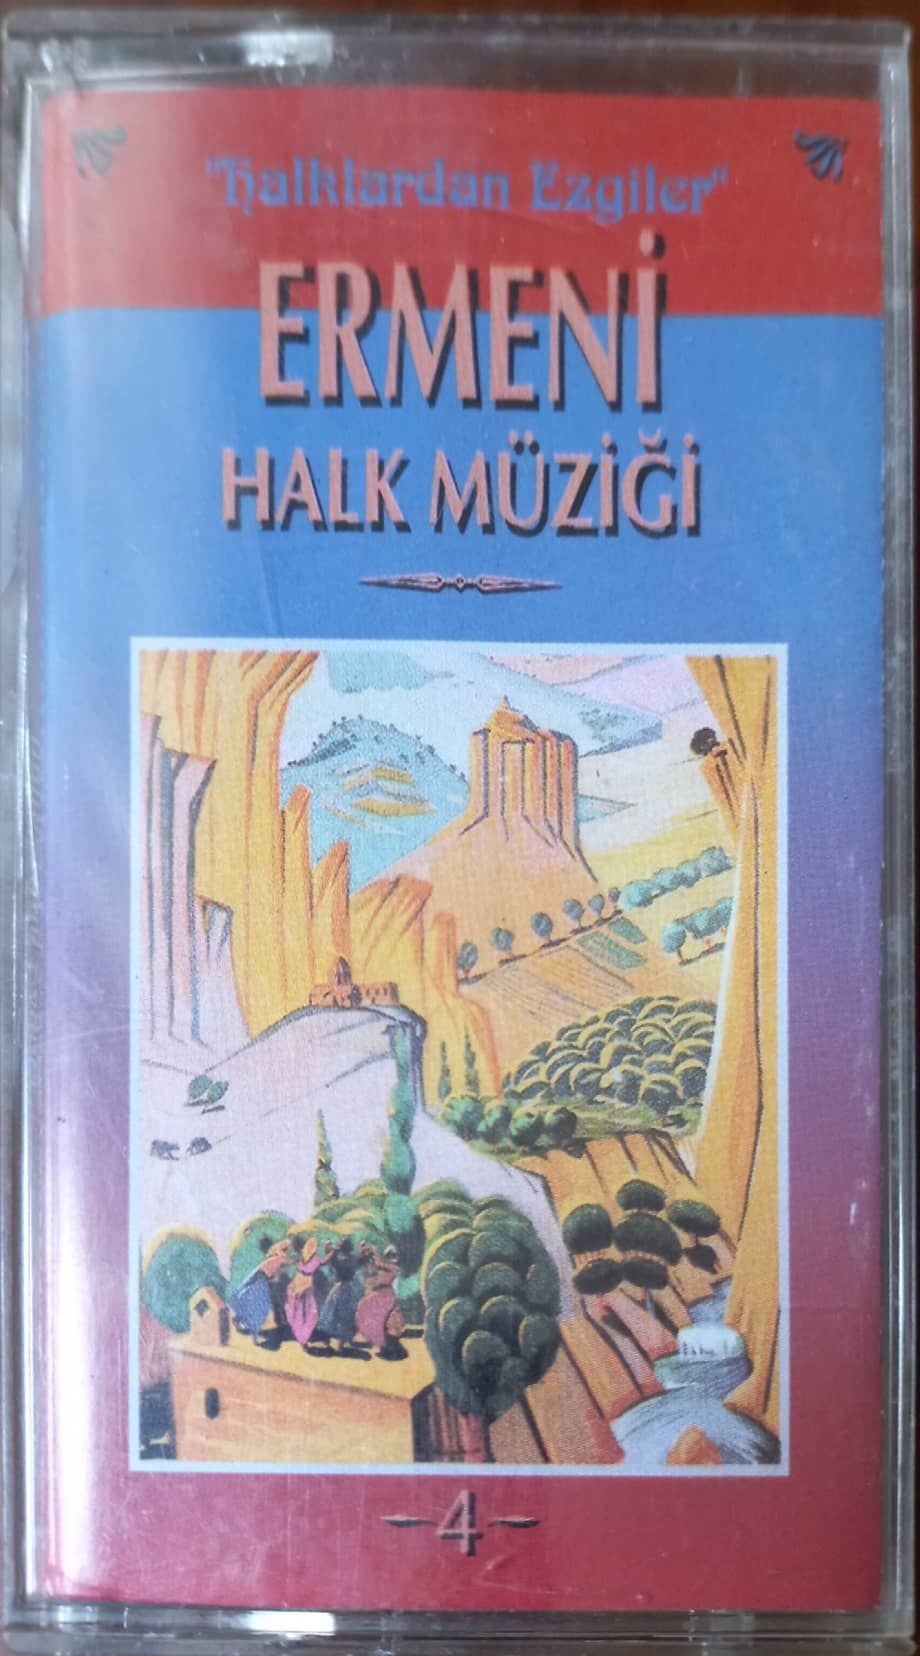 "Halklardan Ezgiler"
ERMENİ
HALK MÜZİĞİ
-4-